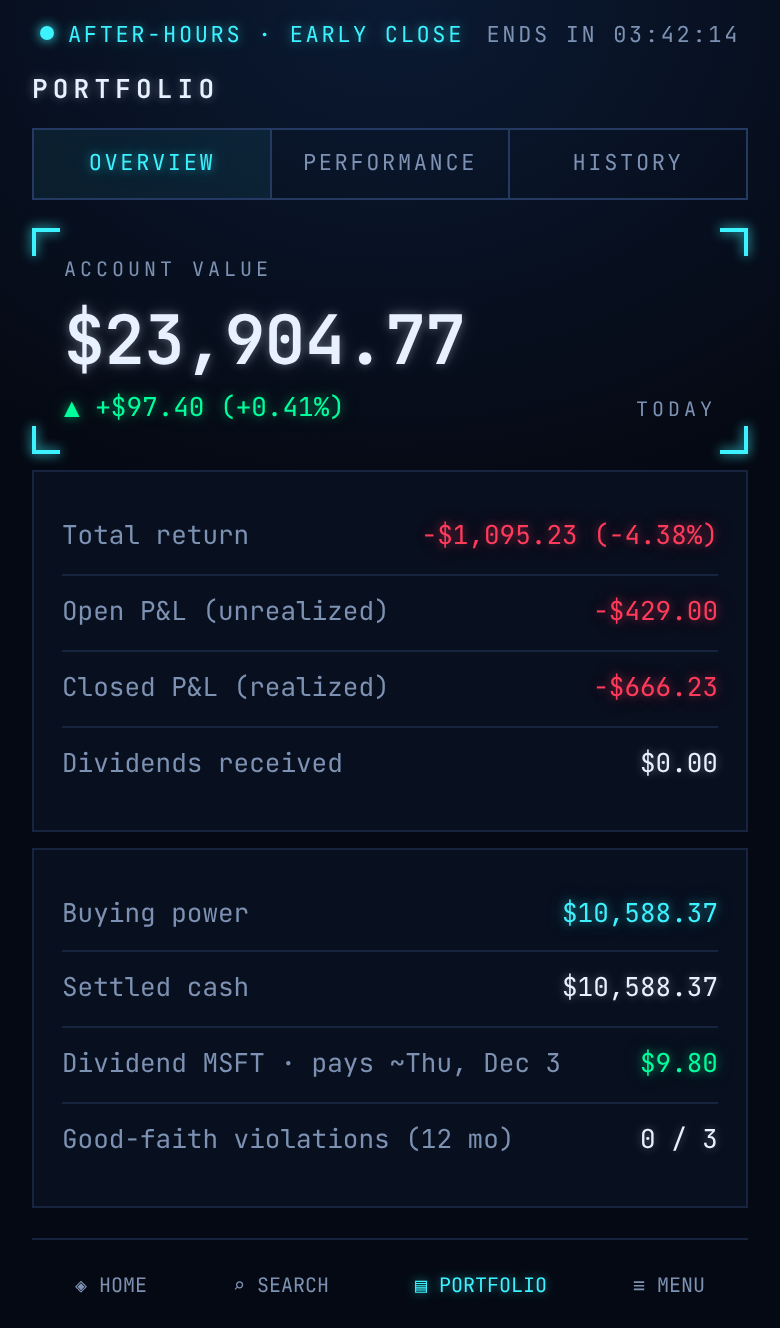 AFTER-HOURS · EARLY CLOSE ENDS IN 03:42:14
PORTFOLIO
OVERVIEW PERFORMANCE HISTORY
ACCOUNT VALUE
$23,904.77
▲ +$97.40 (+0.41%) TODAY
Total return -$1,095.23 (-4.38%)
Open P&L (unrealized) -$429.00
Closed P&L (realized) -$666.23
Dividends received $0.00
Buying power $10,588.37
Settled cash $10,588.37
Dividend MSFT · pays ~Thu, Dec 3 $9.80
Good-faith violations (12 mo) 0 / 3
◈ HOME ⌕ SEARCH ▤ PORTFOLIO ≡ MENU